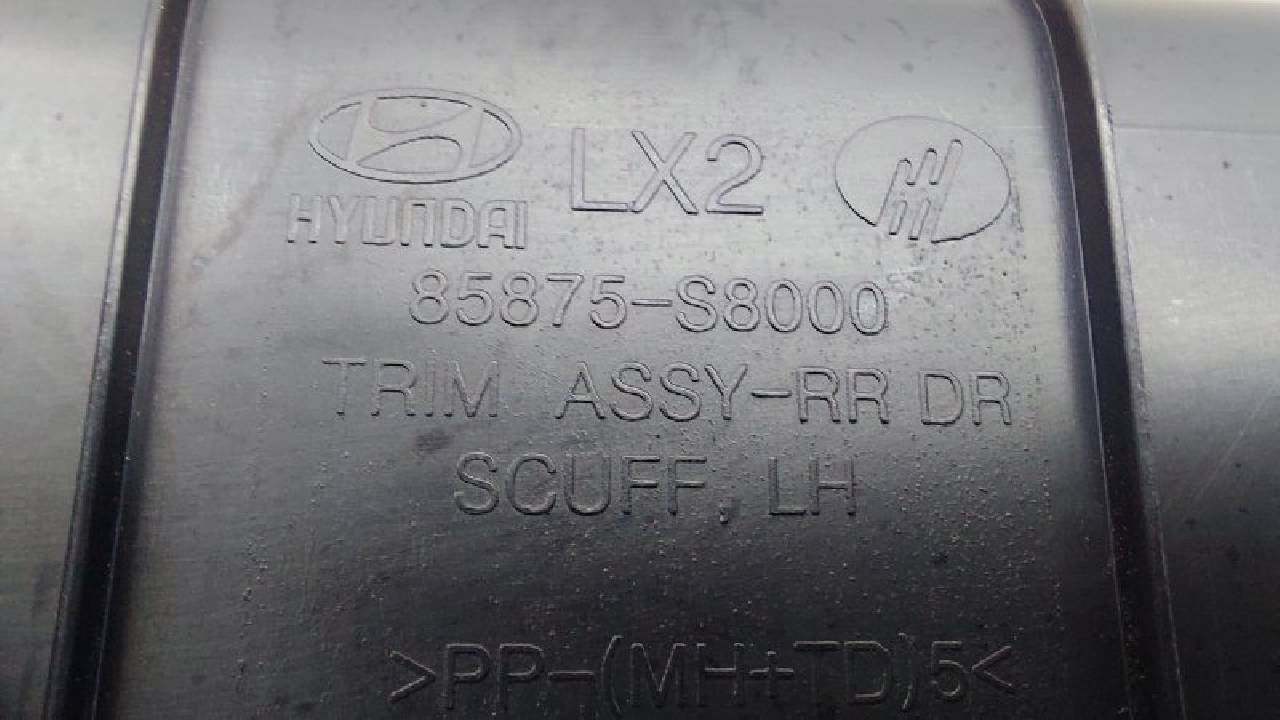 HYUNDAI LX2
85875-S8000
TRIM ASSY-RR DR
SCUFF, LH
>PP-(MH+TD)5<